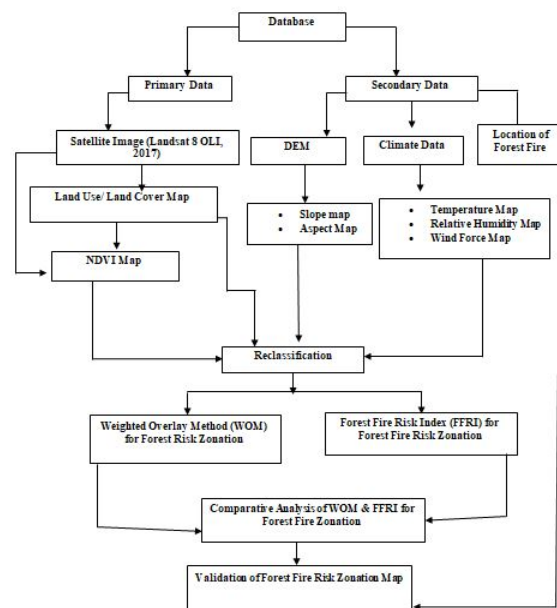 Database
Primary Data
Secondary Data
Satellite Image (Landsat 8 OLI,
2017)
DEM
Climate Data
Location of
Forest Fire
Land Use/ Land Cover Map
• Slope map
• Aspect Map
• Temperature Map
• Relative Humidity Map
• Wind Force Map
NDVI Map
Reclassification
Weighted Overlay Method (WOM)
for Forest Risk Zonation
Forest Fire Risk Index (FFRI) for
Forest Fire Risk Zonation
Comparative Analysis of WOM & FFRI for
Forest Fire Zonation
Validation of Forest Fire Risk Zonation Map